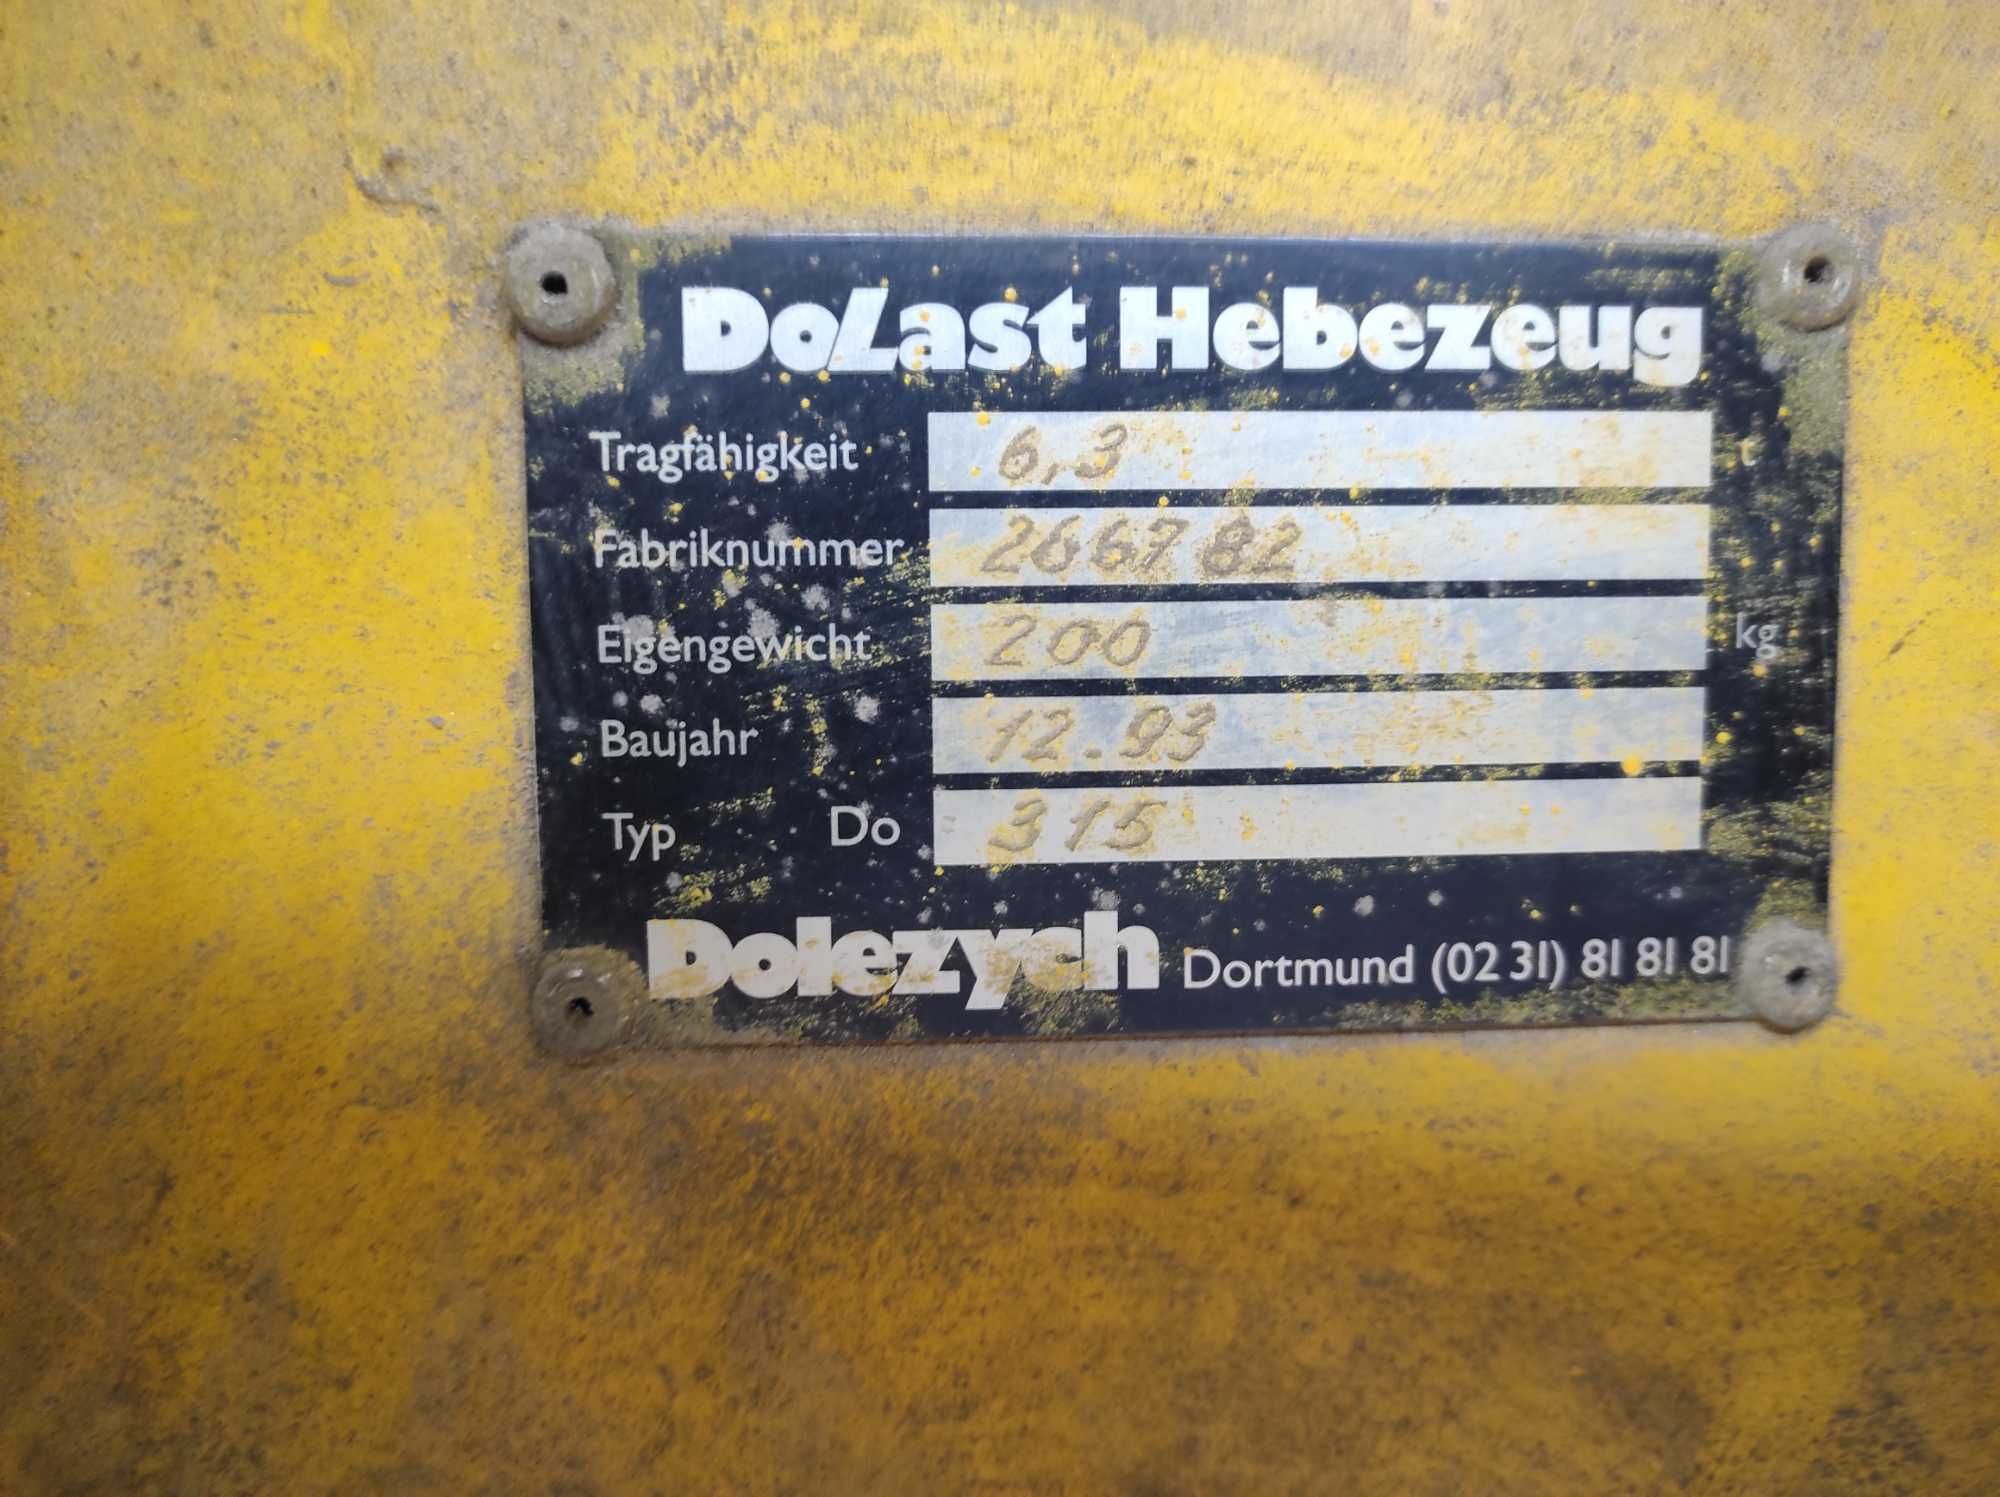 DoLast Hebezeug
Tragfähigkeit 6,3 t
Fabriknummer 266782
Eigengewicht 200 kg
Baujahr 12.93
Typ Do 315
Dolezych Dortmund (02 31) 81 81 81